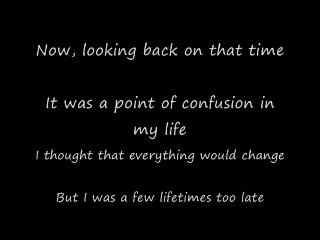 Now, looking back on that time
It was a point of confusion in
my life
I thought that everything would change
But I was a few lifetimes too late